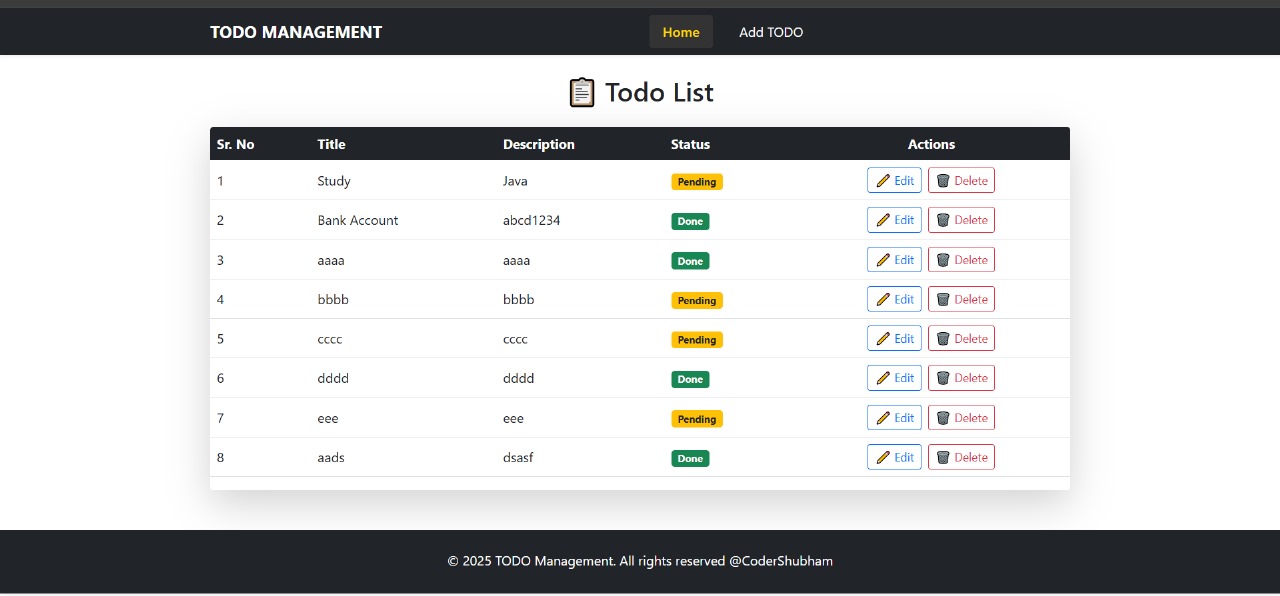 TODO MANAGEMENT Home Add TODO
Todo List
Sr. No Title Description Status Actions
1 Study Java Pending Edit Delete
2 Bank Account abcd1234 Done Edit Delete
3 aaaa aaaa Done Edit Delete
4 bbbb bbbb Pending Edit Delete
5 cccc cccc Pending Edit Delete
6 dddd dddd Done Edit Delete
7 eee eee Pending Edit Delete
8 aads dsasf Done Edit Delete
© 2025 TODO Management. All rights reserved @CoderShubham